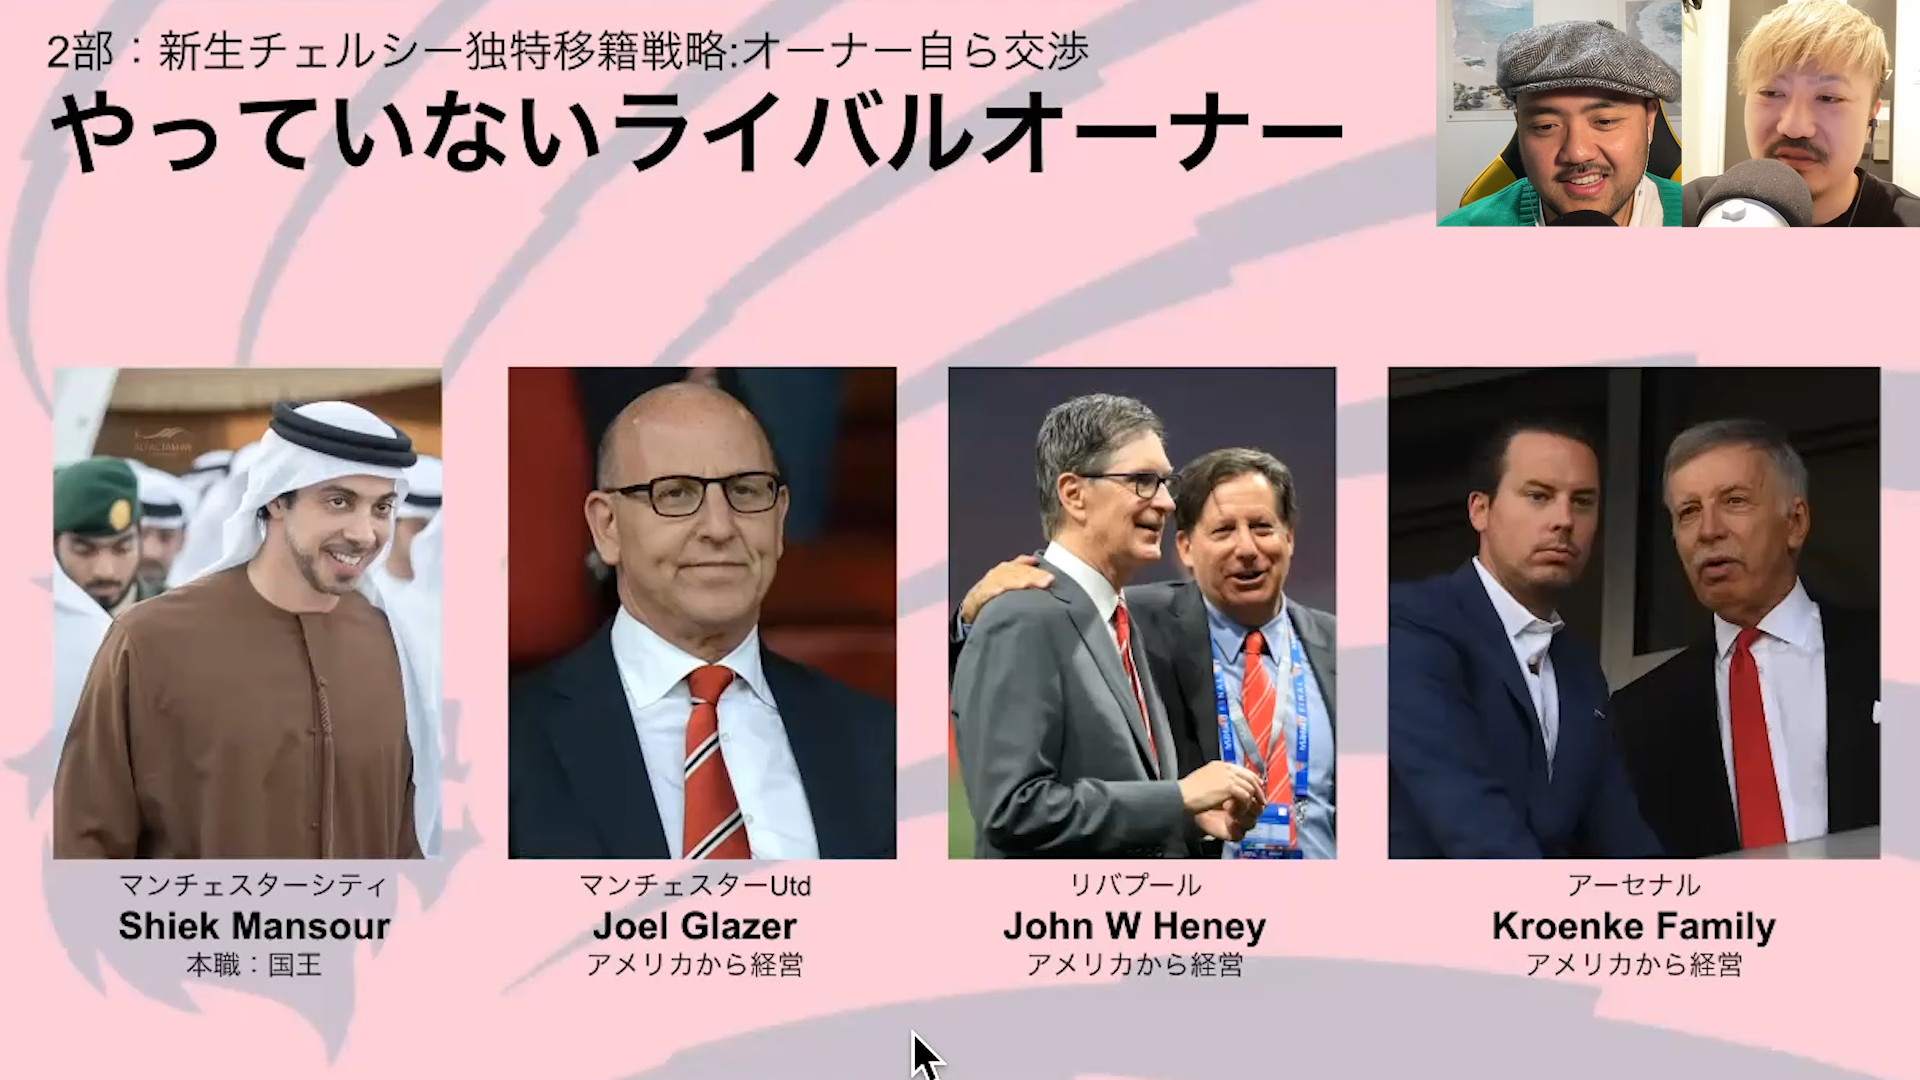 2部：新生チェルシー独特移籍戦略:オーナー自ら交渉
やっていないライバルオーナー
マンチェスターシティ
Shiek Mansour
本職：国王
マンチェスターUtd
Joel Glazer
アメリカから経営
リバプール
John W Heney
アメリカから経営
アーセナル
Kroenke Family
アメリカから経営